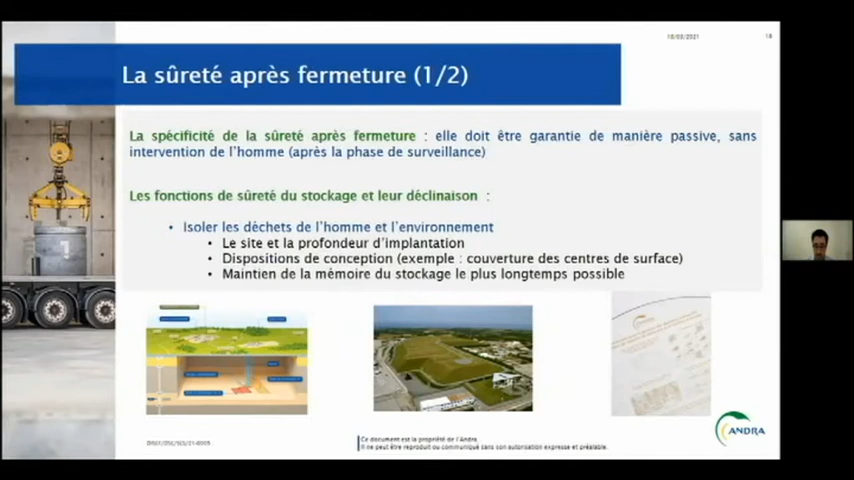 18/03/2021
18
La sûreté après fermeture (1/2)
La spécificité de la sûreté après fermeture : elle doit être garantie de manière passive, sans
intervention de l'homme (après la phase de surveillance)
Les fonctions de sûreté du stockage et leur déclinaison :
• Isoler les déchets de l'homme et l'environnement
• Le site et la profondeur d'implantation
• Dispositions de conception (exemple : couverture des centres de surface)
• Maintien de la mémoire du stockage le plus longtemps possible
ANDRA
Ce document est la propriété de l'Andra.
Il ne peut être reproduit ou communiqué sans son autorisation expresse et préalable.